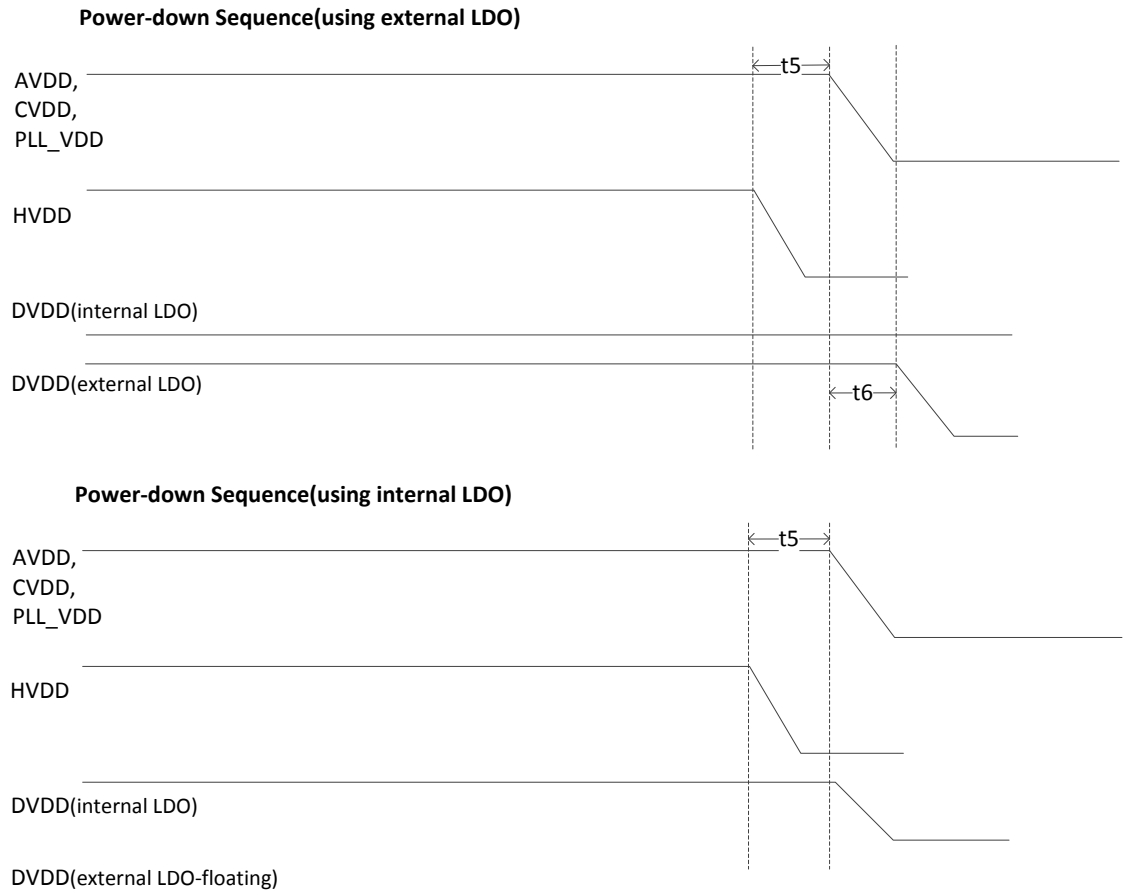 Power-down Sequence(using external LDO)
t5
AVDD,
CVDD,
PLL_VDD
HVDD
DVDD(internal LDO)
DVDD(external LDO)
t6
Power-down Sequence(using internal LDO)
t5
AVDD,
CVDD,
PLL_VDD
HVDD
DVDD(internal LDO)
DVDD(external LDO-floating)